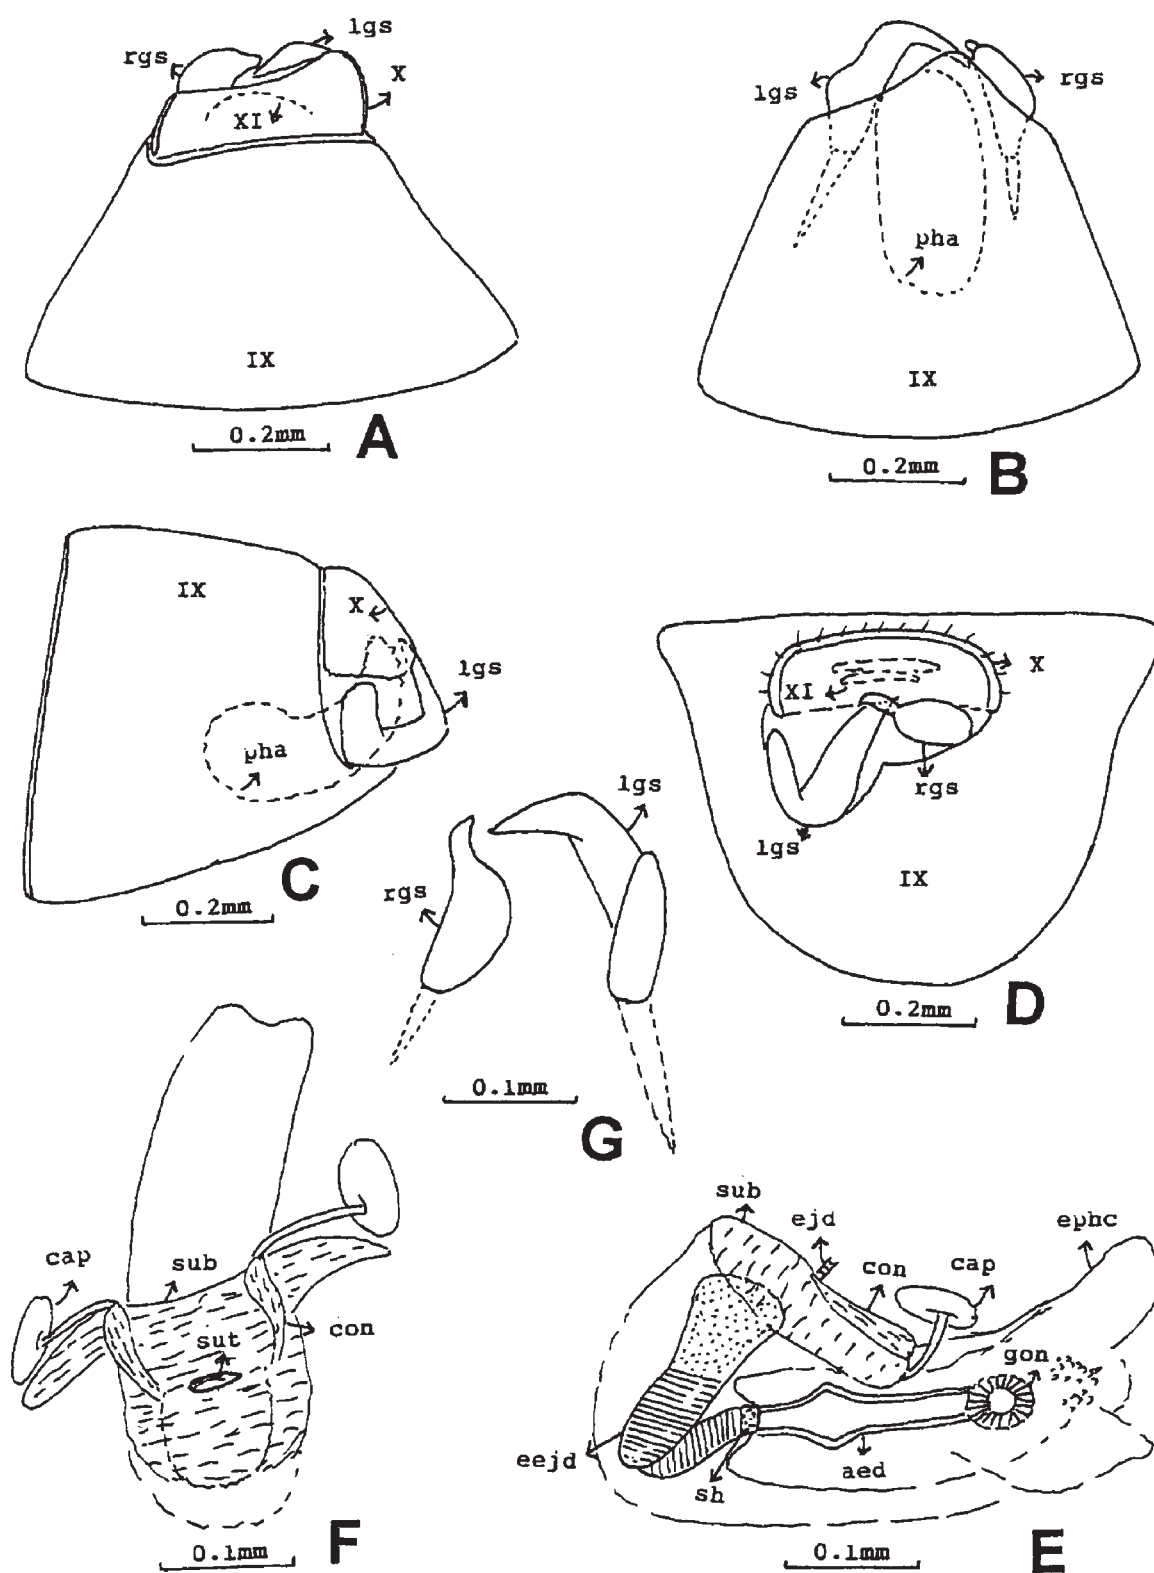 rgs
lgs
X
XI
IX
0.2mm
A
lgs
rgs
pha
IX
0.2mm
B
IX
X
lgs
pha
C
0.2mm
X
XI
rgs
lgs
IX
0.2mm
D
lgs
rgs
0.1mm
G
cap
sub
sut
con
0.1mm
F
sub
ejd
con
cap
ephc
gon
eejd
sh
aed
0.1mm
E